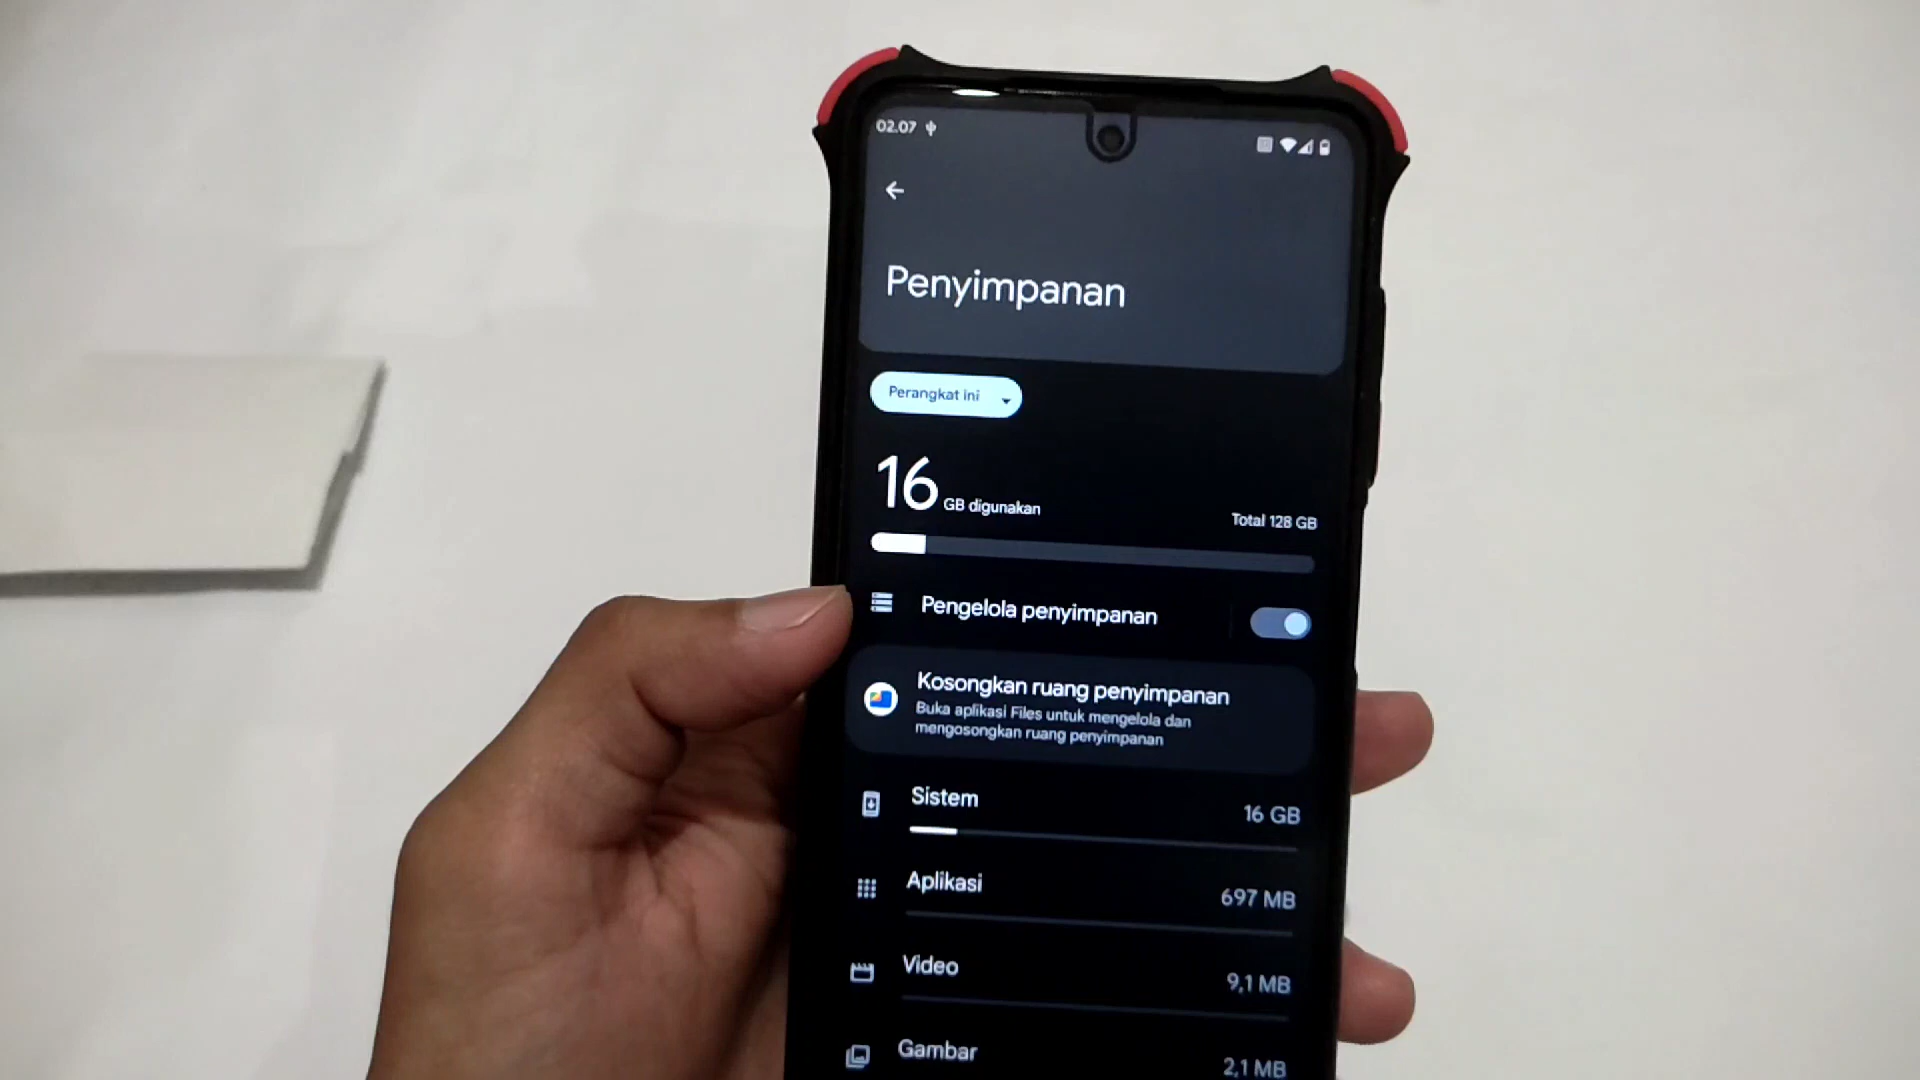 02.07
Penyimpanan
Perangkat ini
16 GB digunakan
Total 128 GB
Pengelola penyimpanan
Kosongkan ruang penyimpanan
Buka aplikasi Files untuk mengelola dan
mengosongkan ruang penyimpanan
Sistem
16 GB
Aplikasi
697 MB
Video
9,1 MB
Gambar
2,1 MB